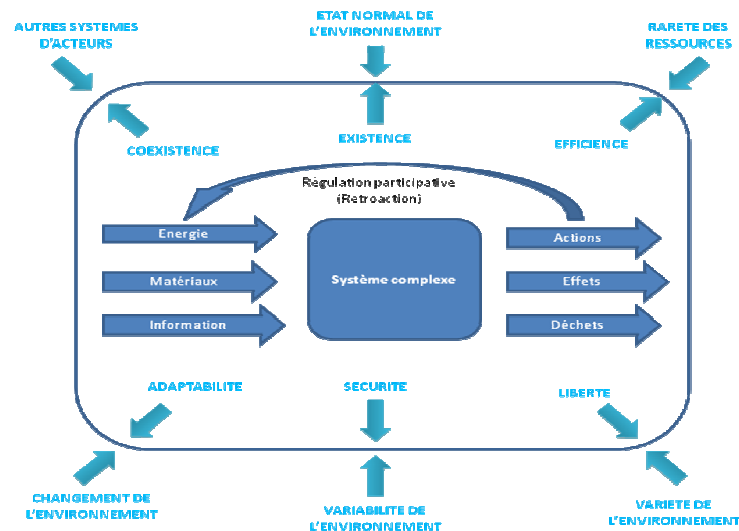 AUTRES SYSTEMES
D'ACTEURS
ETAT NORMAL DE
L'ENVIRONNEMENT
RARETE DES
RESSOURCES
COEXISTENCE
EXISTENCE
EFFICIENCE
Régulation participative
(Retroaction)
Energie
Matériaux
Information
Système complexe
Actions
Effets
Déchets
ADAPTABILITE
SECURITE
LIBERTE
CHANGEMENT DE
L'ENVIRONNEMENT
VARIABILITE DE
L'ENVIRONNEMENT
VARIETE DE
L'ENVIRONNEMENT